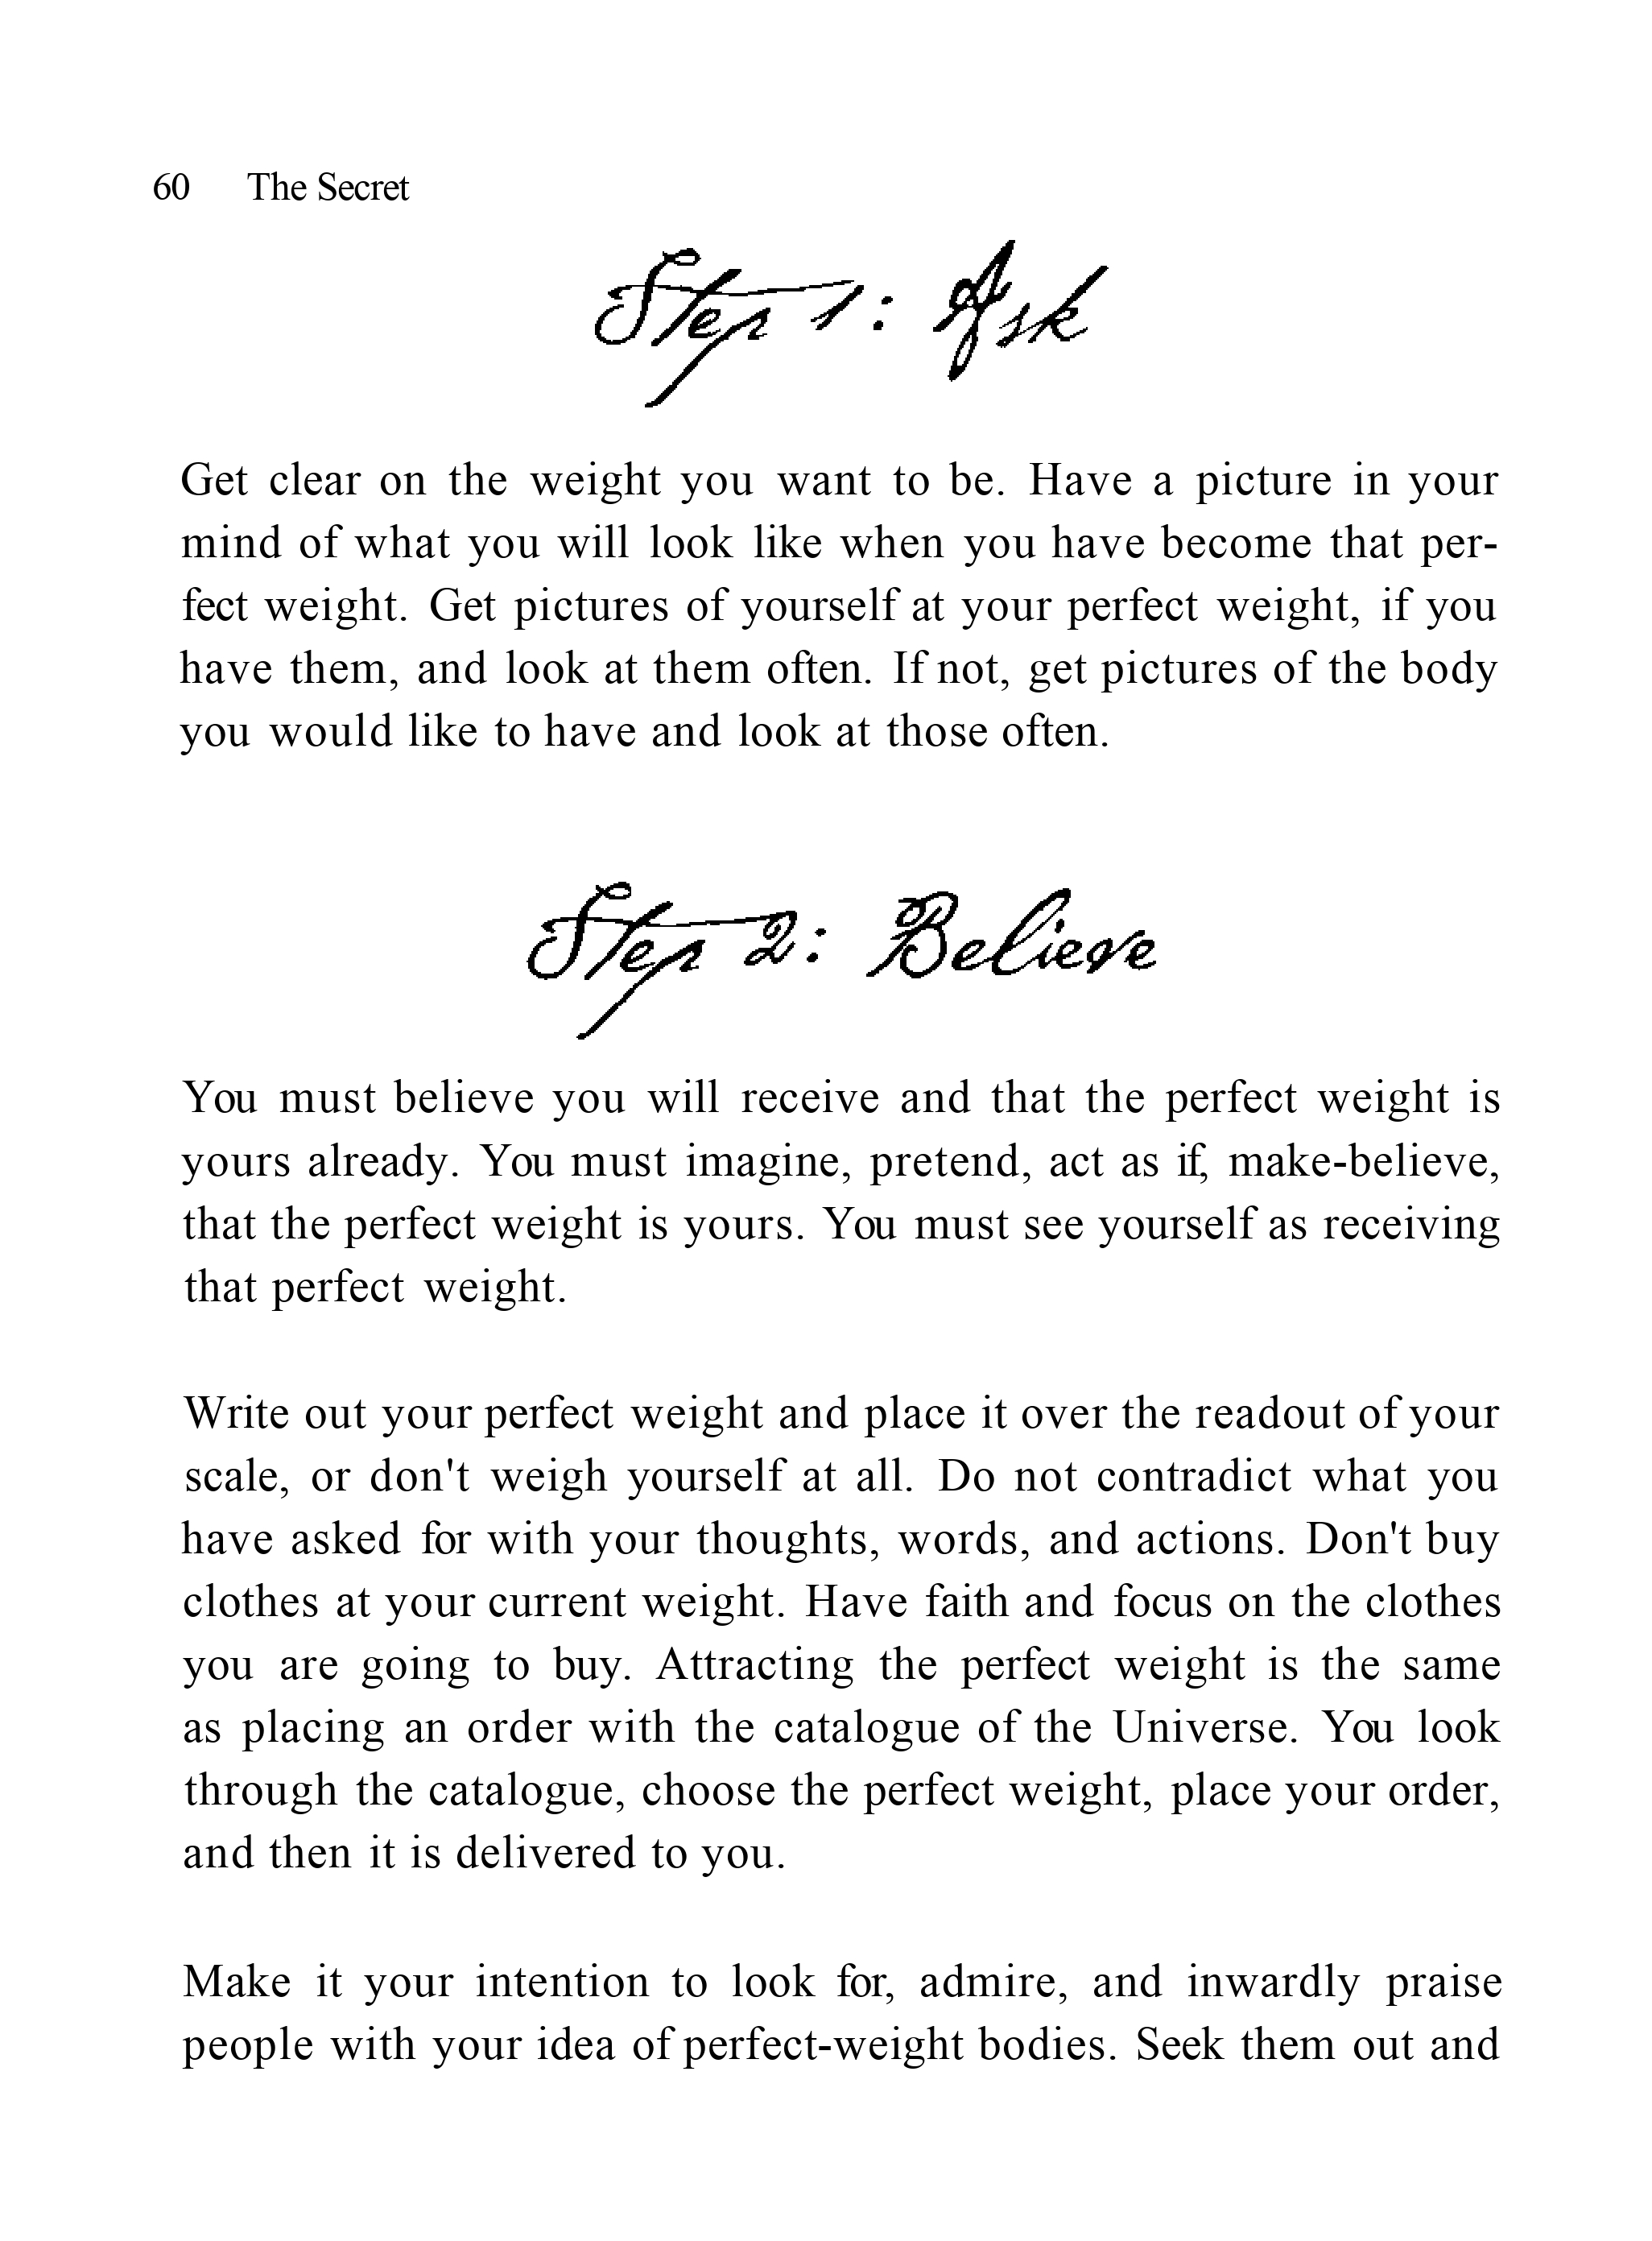 60 The Secret
Step 1: Ask
Get clear on the weight you want to be. Have a picture in your
mind of what you will look like when you have become that per-
fect weight. Get pictures of yourself at your perfect weight, if you
have them, and look at them often. If not, get pictures of the body
you would like to have and look at those often.
Step 2: Believe
You must believe you will receive and that the perfect weight is
yours already. You must imagine, pretend, act as if, make-believe,
that the perfect weight is yours. You must see yourself as receiving
that perfect weight.
Write out your perfect weight and place it over the readout of your
scale, or don't weigh yourself at all. Do not contradict what you
have asked for with your thoughts, words, and actions. Don't buy
clothes at your current weight. Have faith and focus on the clothes
you are going to buy. Attracting the perfect weight is the same
as placing an order with the catalogue of the Universe. You look
through the catalogue, choose the perfect weight, place your order,
and then it is delivered to you.
Make it your intention to look for, admire, and inwardly praise
people with your idea of perfect-weight bodies. Seek them out and